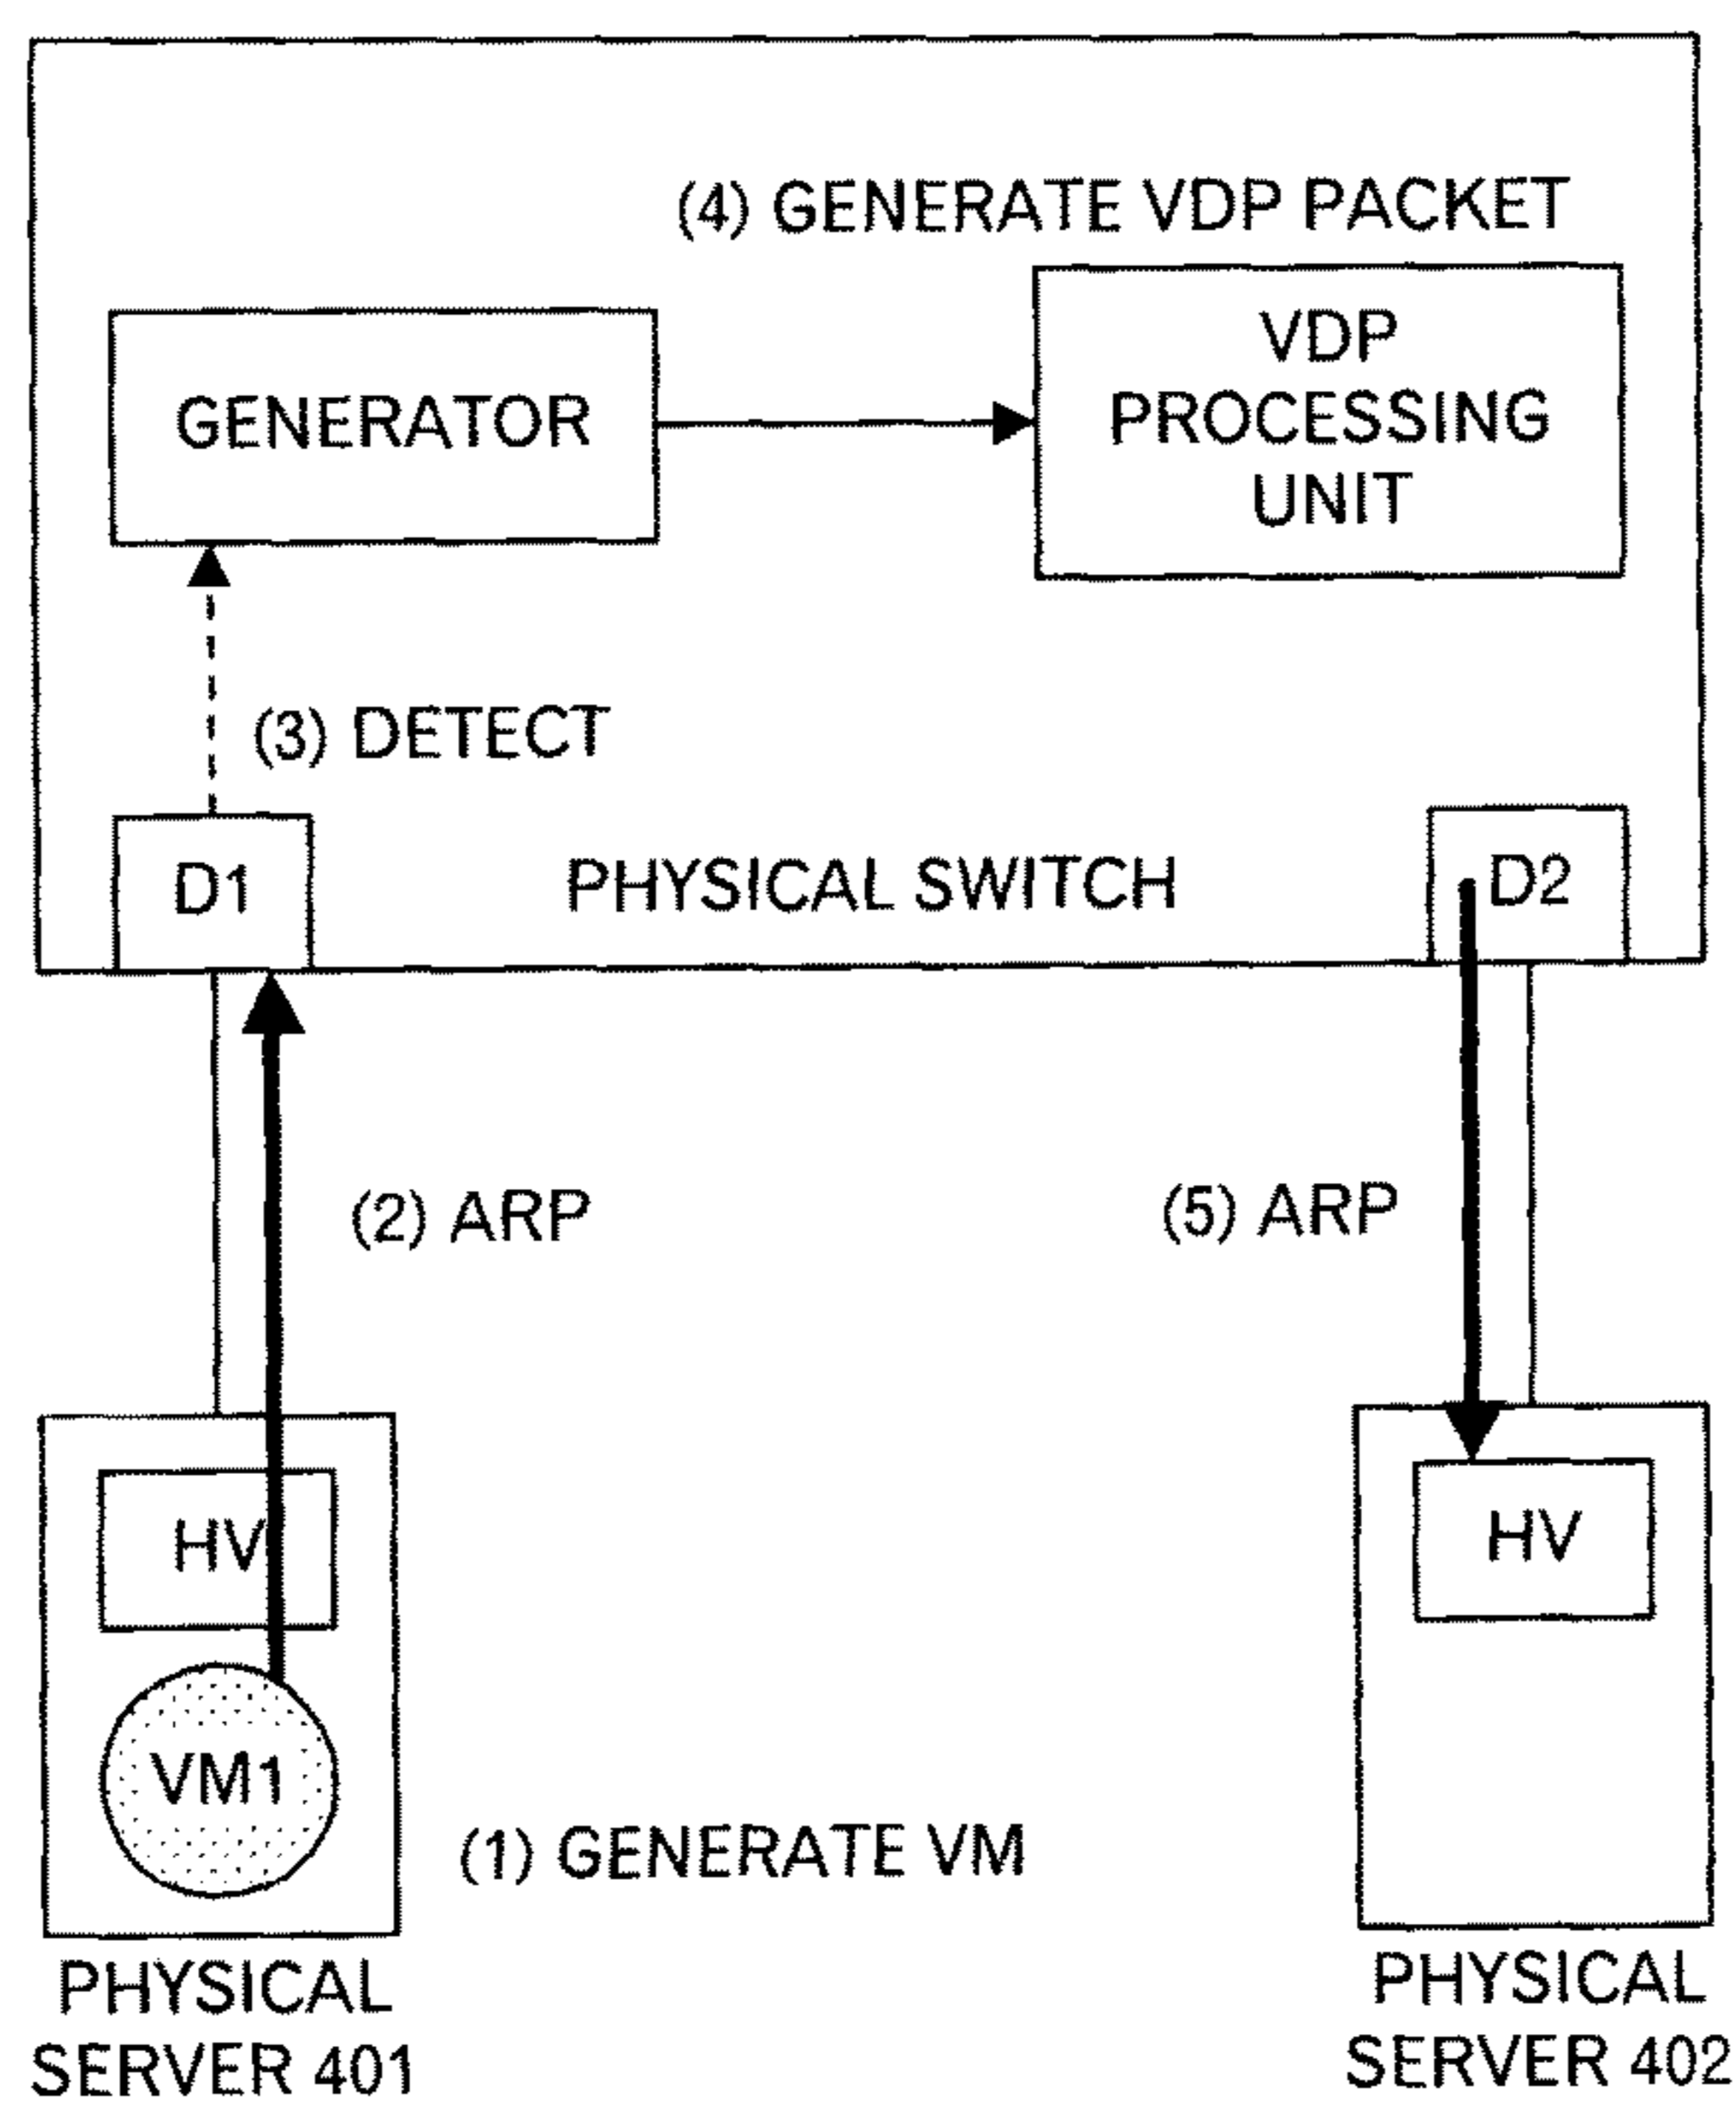 (4) GENERATE VDP PACKET
GENERATOR
VDP
PROCESSING
UNIT
(3) DETECT
D1
PHYSICAL SWITCH
D2
(2) ARP
(5) ARP
HV
HV
VM1
(1) GENERATE VM
PHYSICAL
SERVER 401
PHYSICAL
SERVER 402